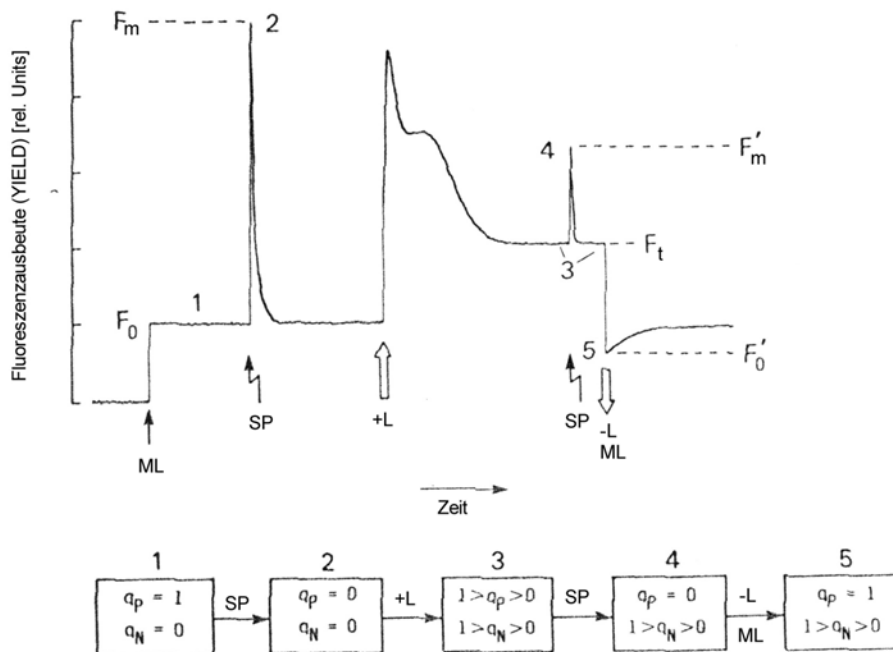 Fluoreszenzausbeute (YIELD) [rel. Units]
Fm
2
4
Fm'
1
3
Ft
F0
5
F0'
SP
+L
SP
-L
ML
ML
Zeit
1
2
3
4
5
qP = 1
qN = 0
SP
qP = 0
qN = 0
+L
1>qP>0
1>qN>0
SP
qP = 0
1>qN>0
-L
ML
qP = 1
1>qN>0